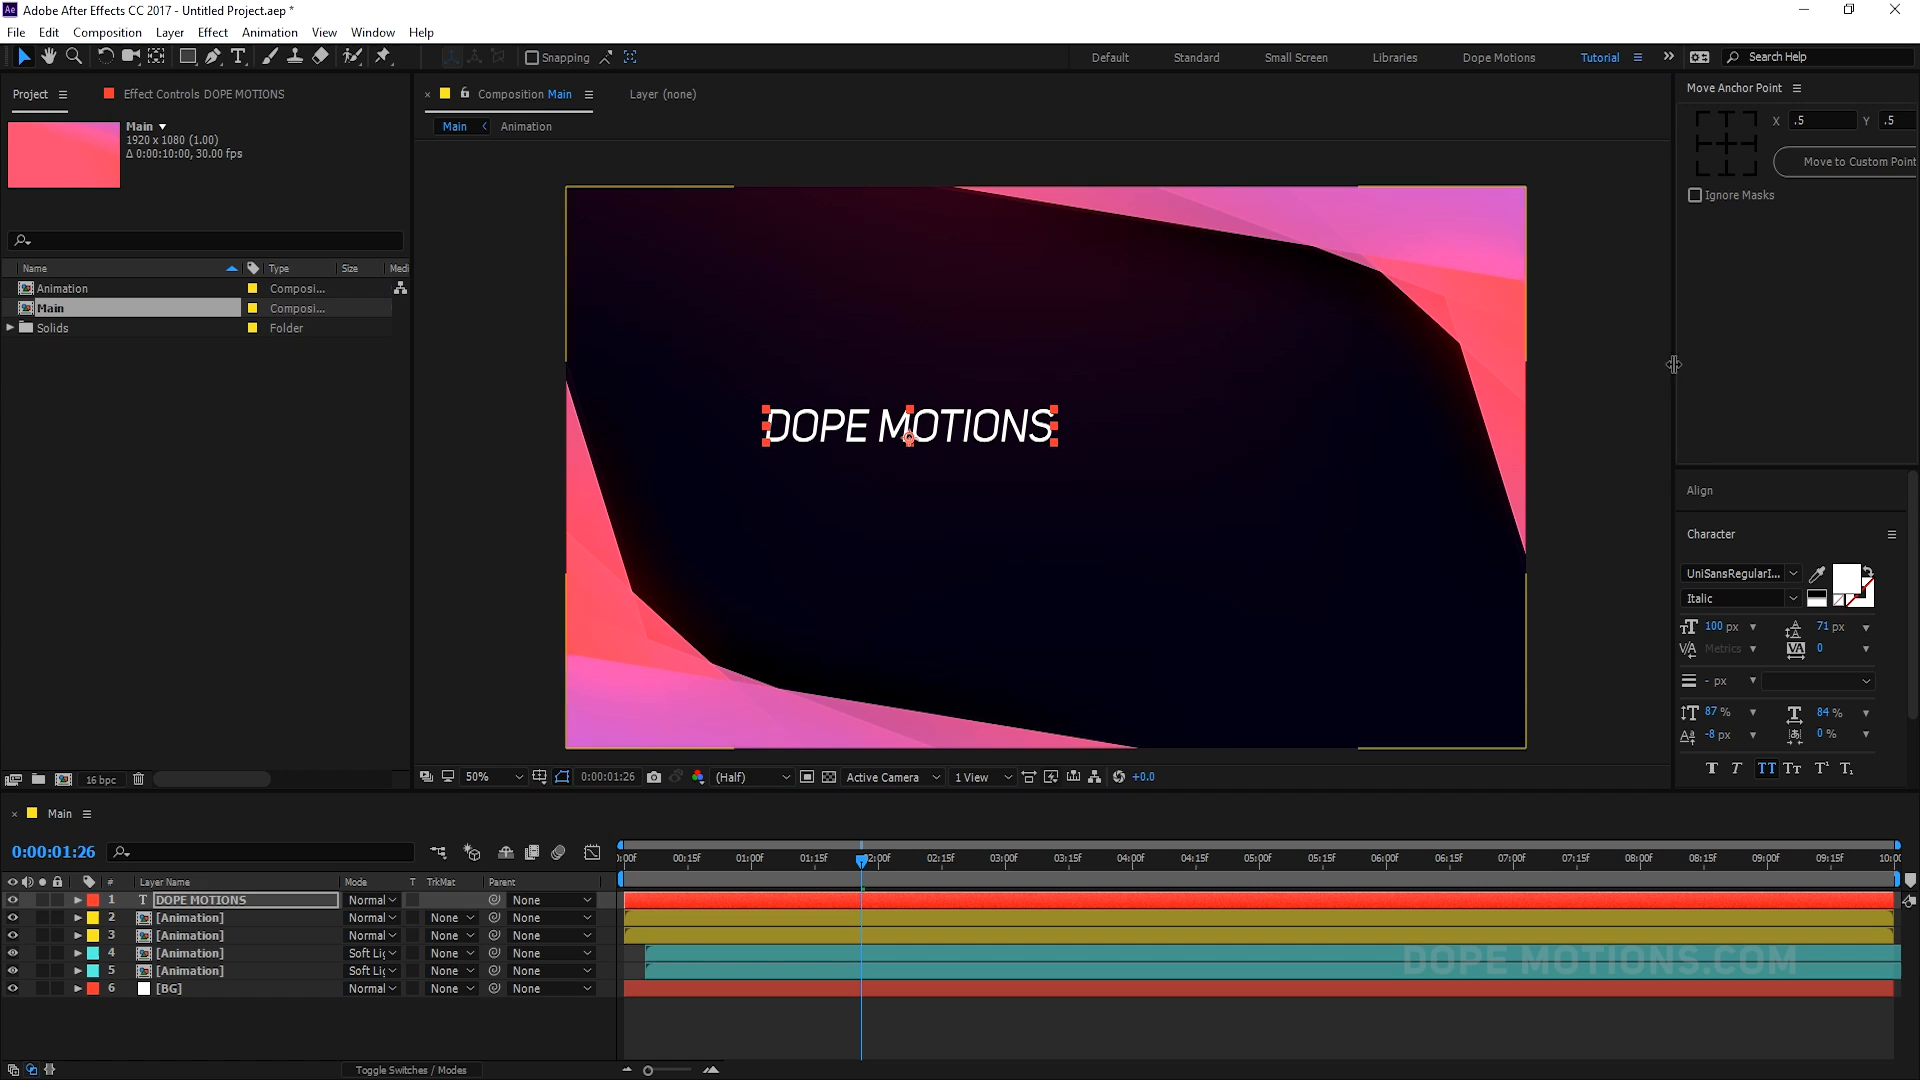 Adobe After Effects CC 2017 - Untitled Project.aep *
File Edit Composition Layer Effect Animation View Window Help
Snapping Default Standard Small Screen Libraries Dope Motions Tutorial Search Help
Project Effect Controls DOPE MOTIONS Composition Main Layer (none) Move Anchor Point
Main
1920 x 1080 (1.00)
Δ 0:00:10:00, 30.00 fps
Main Animation
X .5 Y .5
Move to Custom Point
Ignore Masks
Name Type Size Medi
Animation Composi...
Main Composi...
Solids Folder
DOPE MOTIONS
Align
Character
UniSansRegularI...
Italic
100 px 71 px
Metrics 0
- px
87 % 84 %
-8 px 0 %
16 bpc 50% 0:00:01:26 (Half) Active Camera 1 View +0.0
Main
0:00:01:26
:00f 00:15f 01:00f 01:15f 02:00f 02:15f 03:00f 03:15f 04:00f 04:15f 05:00f 05:15f 06:00f 06:15f 07:00f 07:15f 08:00f 08:15f 09:00f 09:15f 10:00
# Layer Name Mode T TrkMat Parent
1 T DOPE MOTIONS Normal None
2 [Animation] Normal None None
3 [Animation] Normal None None
4 [Animation] Soft Lig None None
5 [Animation] Soft Lig None None
6 [BG] Normal None None
DOPE MOTIONS.COM
Toggle Switches / Modes